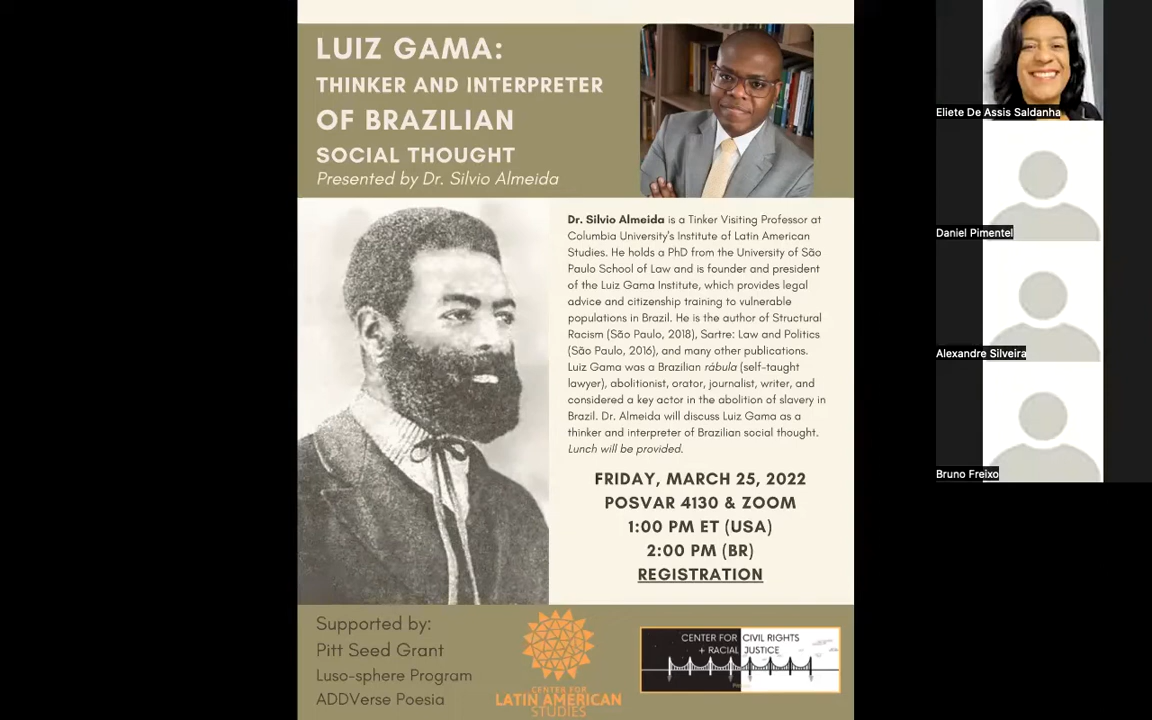 LUIZ GAMA:
THINKER AND INTERPRETER
OF BRAZILIAN
SOCIAL THOUGHT
Presented by Dr. Silvio Almeida
Dr. Silvio Almeida is a Tinker Visiting Professor at
Columbia University's Institute of Latin American
Studies. He holds a PhD from the University of São
Paulo School of Law and is founder and president
of the Luiz Gama Institute, which provides legal
advice and citizenship training to vulnerable
populations in Brazil. He is the author of Structural
Racism (São Paulo, 2018), Sartre: Law and Politics
(São Paulo, 2016), and many other publications.
Luiz Gama was a Brazilian rábula (self-taught
lawyer), abolitionist, orator, journalist, writer, and
considered a key actor in the abolition of slavery in
Brazil. Dr. Almeida will discuss Luiz Gama as a
thinker and interpreter of Brazilian social thought.
Lunch will be provided.
FRIDAY, MARCH 25, 2022
POSVAR 4130 & ZOOM
1:00 PM ET (USA)
2:00 PM (BR)
REGISTRATION
Supported by:
Pitt Seed Grant
Luso-sphere Program
ADDVerse Poesia
CENTER FOR
LATIN AMERICAN
STUDIES
CENTER FOR CIVIL RIGHTS
+ RACIAL JUSTICE
Eliete De Assis Saldanha
Daniel Pimentel
Alexandre Silveira
Bruno Freixo